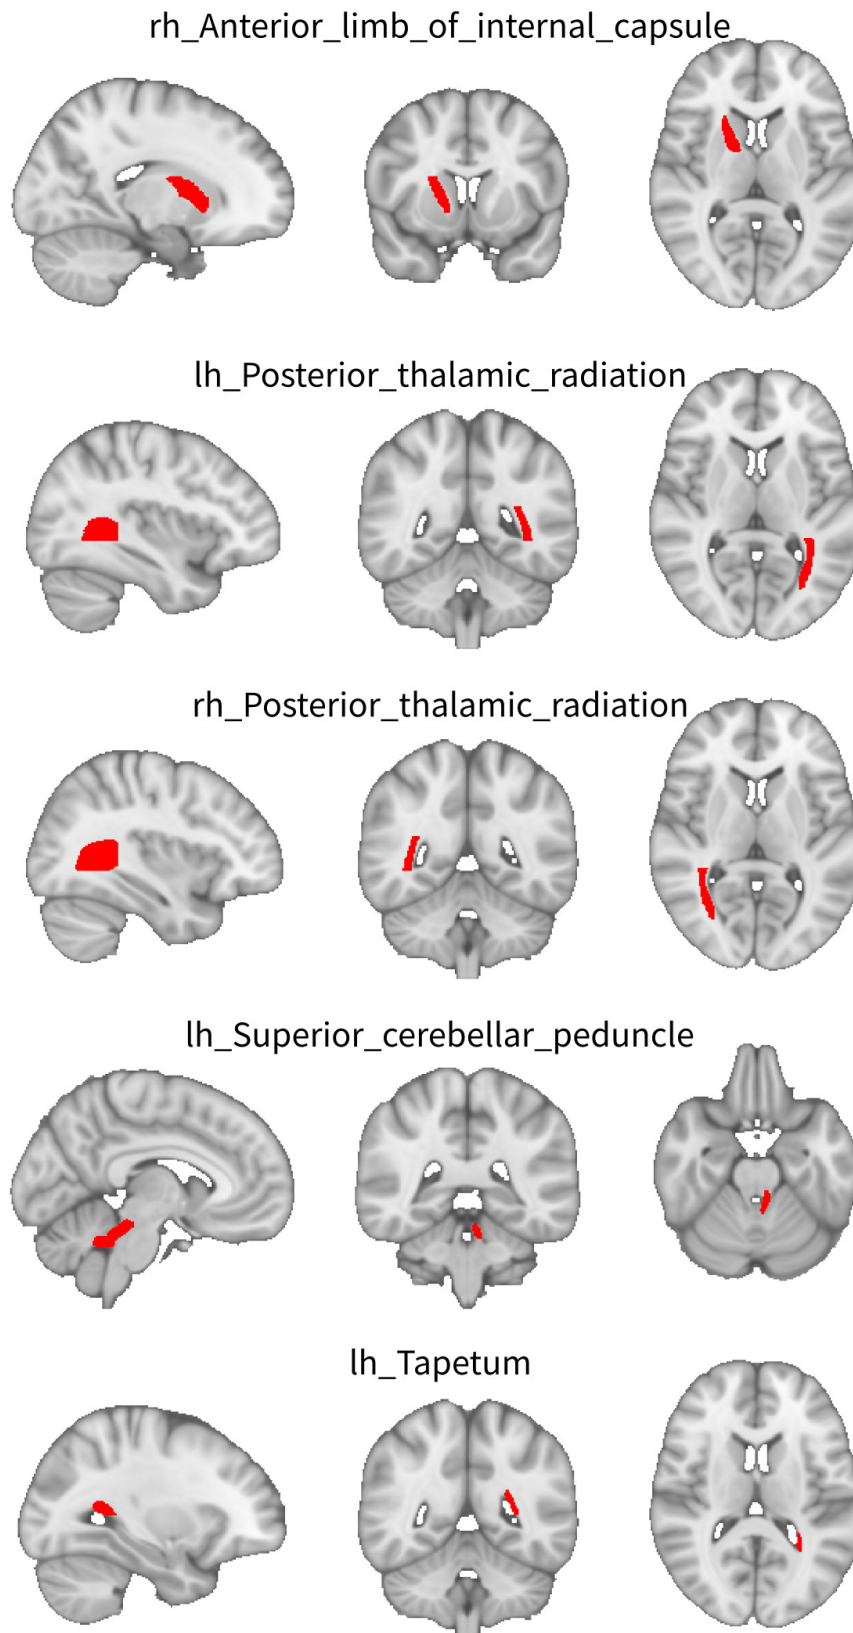 rh_Anterior_limb_of_internal_capsule
lh_Posterior_thalamic_radiation
rh_Posterior_thalamic_radiation
lh_Superior_cerebellar_peduncle
lh_Tapetum